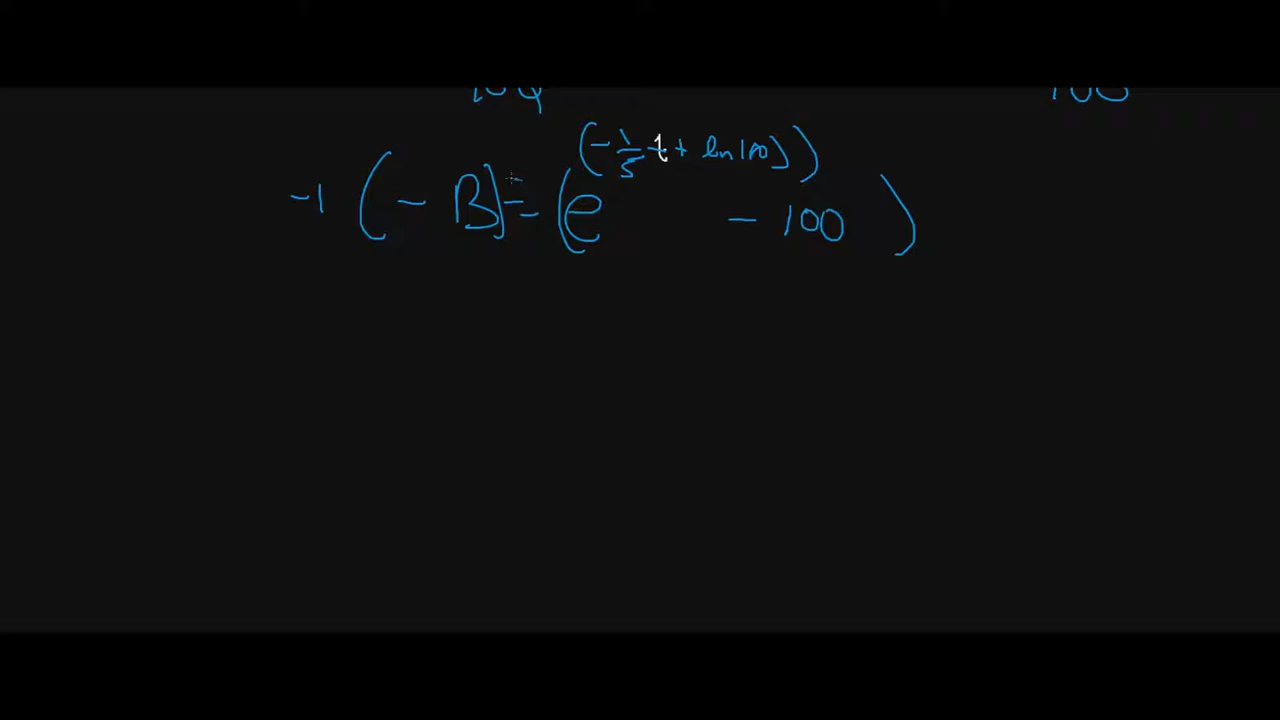 -1 (- B) = (e^(-1/5 t + ln100) - 100)